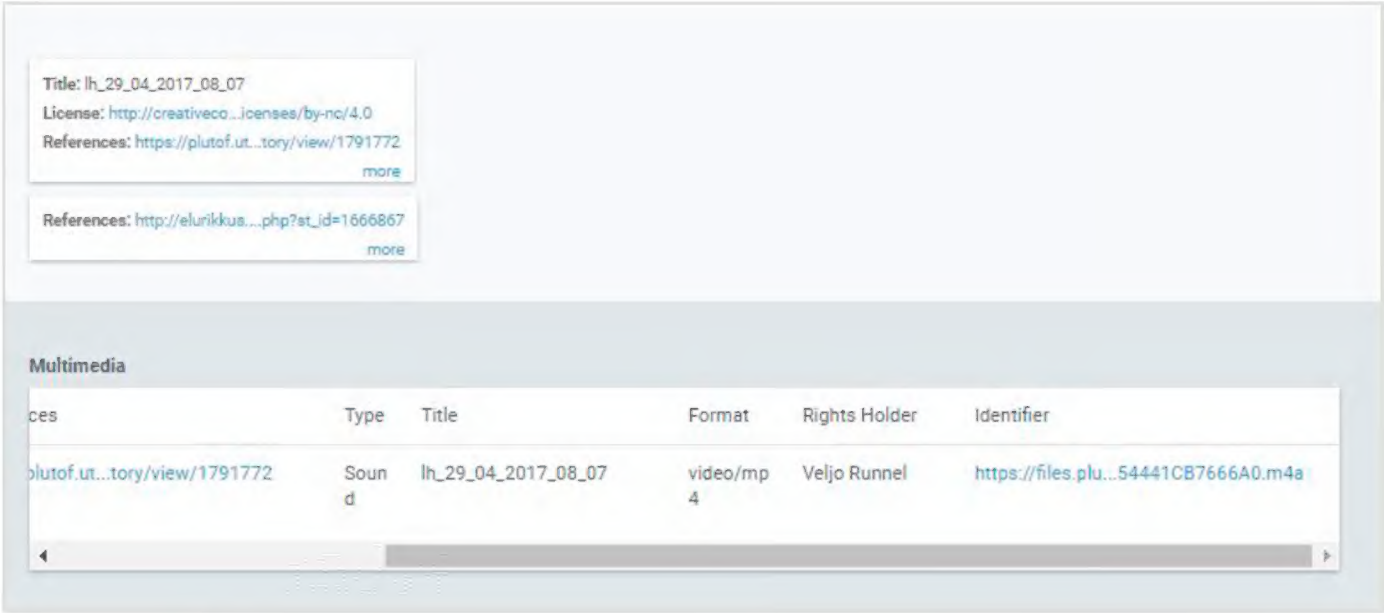 Title: lh_29_04_2017_08_07
License: http://creativeco...icenses/by-nc/4.0
References: https://plutof.ut...tory/view/1791772
more
References: http://elurikkus....php?st_id=1666867
more
Multimedia
ces Type Title Format Rights Holder Identifier
plutof.ut...tory/view/1791772 Soun lh_29_04_2017_08_07 video/mp Veljo Runnel https://files.plu...54441CB7666A0.m4a
d 4